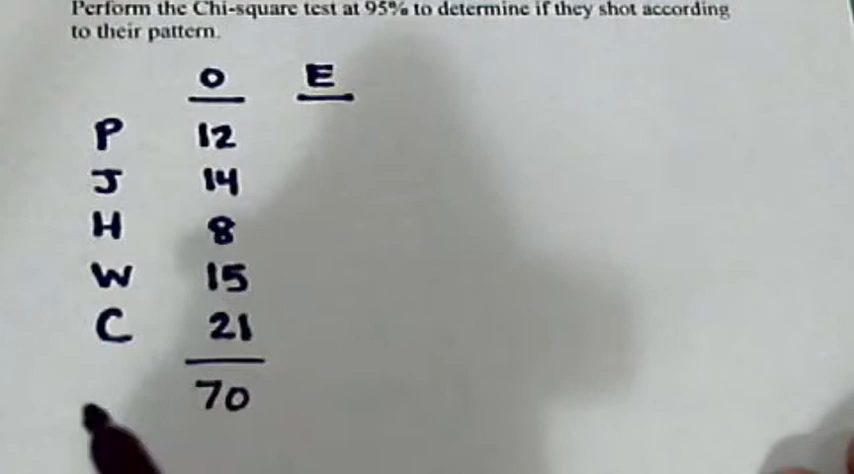 Perform the Chi-square test at 95% to determine if they shot according
to their pattern.
O E
P 12
J 14
H 8
W 15
C 21
70